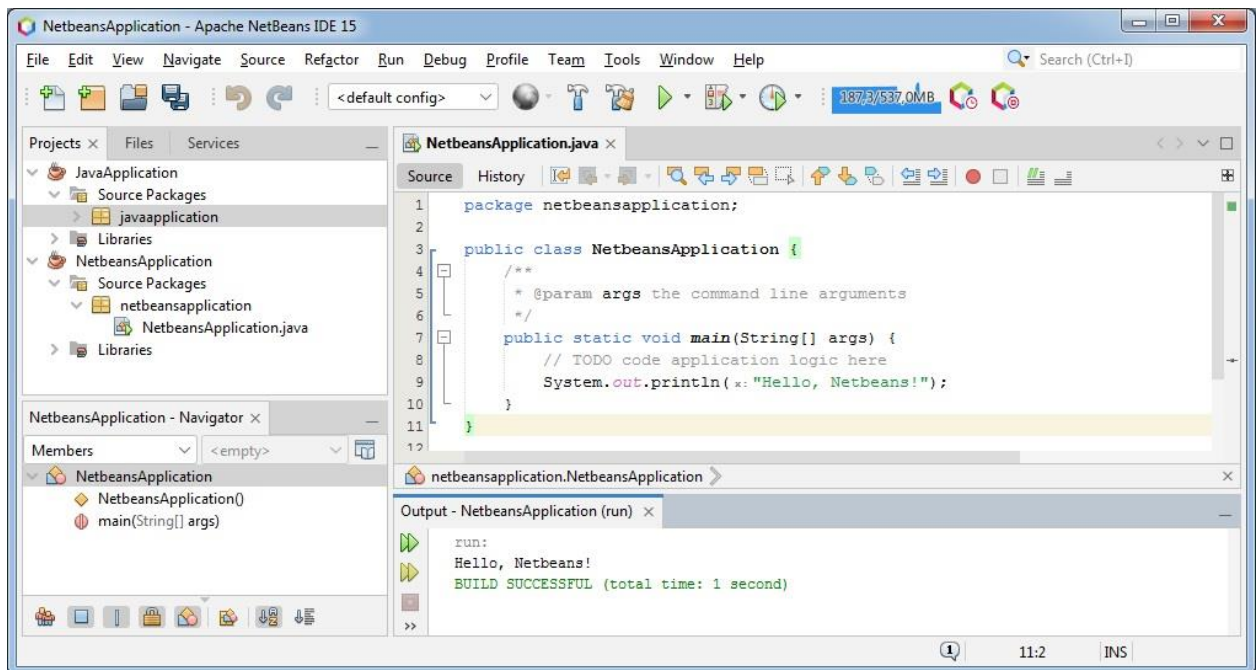 NetbeansApplication - Apache NetBeans IDE 15
File Edit View Navigate Source Refactor Run Debug Profile Team Tools Window Help
Search (Ctrl+I)
<default config>
187,3/537,0MB
Projects
Files
Services
JavaApplication
Source Packages
javaapplication
Libraries
NetbeansApplication
Source Packages
netbeansapplication
NetbeansApplication.java
Libraries
NetbeansApplication - Navigator
Members
<empty>
NetbeansApplication
NetbeansApplication()
main(String[] args)
NetbeansApplication.java
Source History
1 package netbeansapplication;
2
3 public class NetbeansApplication {
4 /**
5 * @param args the command line arguments
6 */
7 public static void main(String[] args) {
8 // TODO code application logic here
9 System.out.println( x: "Hello, Netbeans!");
10 }
11 }
12
netbeansapplication.NetbeansApplication
Output - NetbeansApplication (run)
run:
Hello, Netbeans!
BUILD SUCCESSFUL (total time: 1 second)
1 11:2 INS